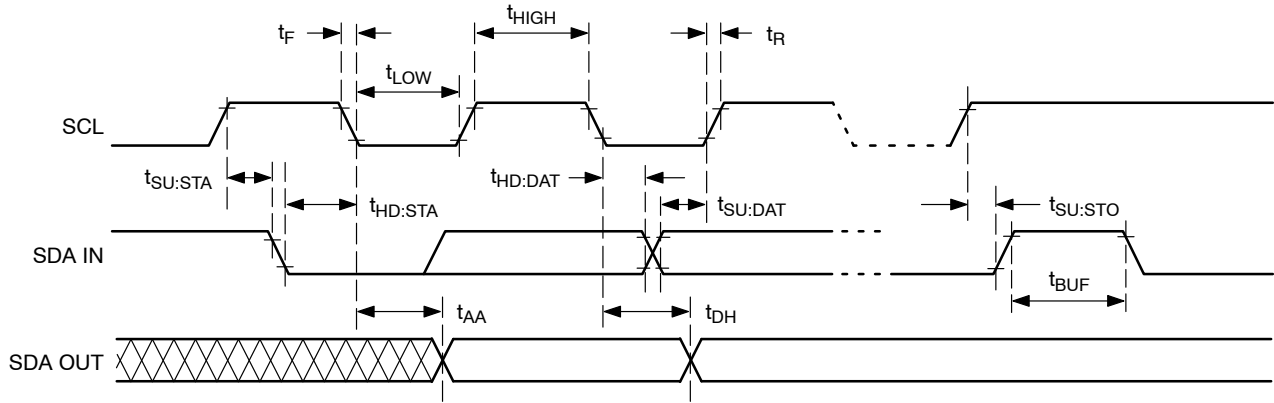 tHIGH
tF
tR
tLOW
SCL
tSU:STA
tHD:DAT
tHD:STA
tSU:DAT
tSU:STO
SDA IN
tBUF
tAA
tDH
SDA OUT